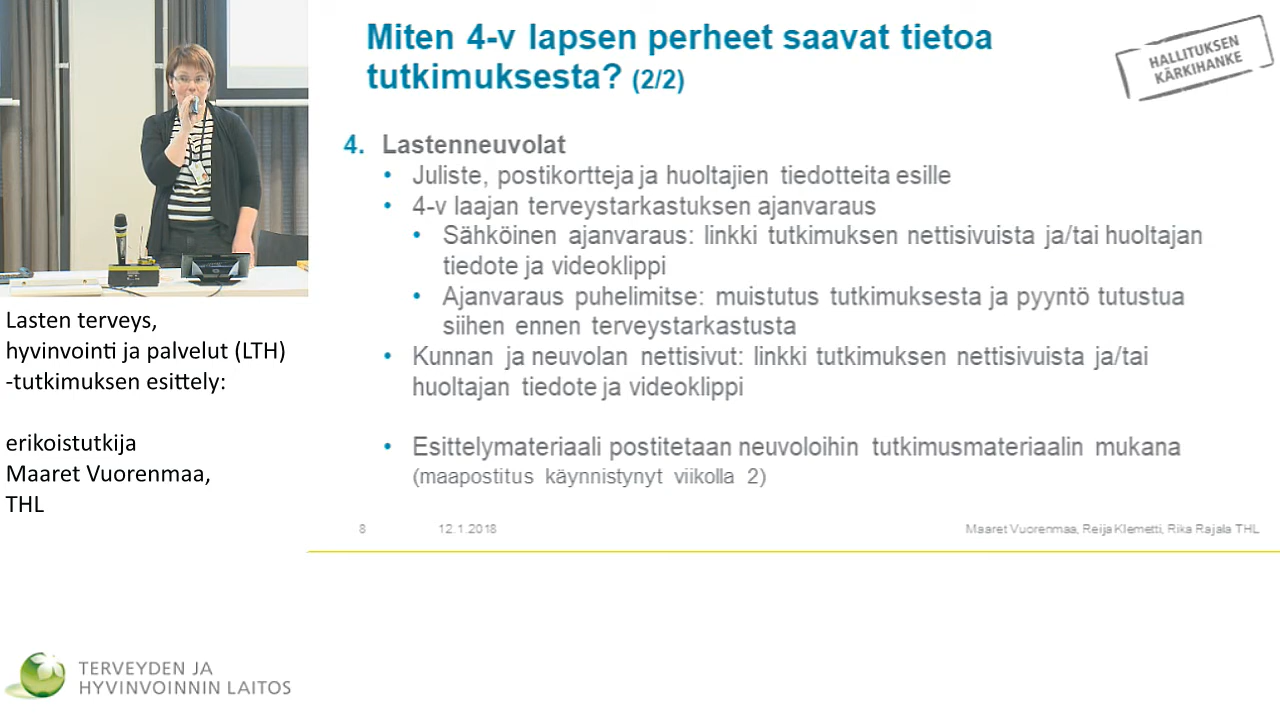 Miten 4-v lapsen perheet saavat tietoa
tutkimuksesta? (2/2)
HALLITUKSEN
KÄRKIHANKE
4. Lastenneuvolat
• Juliste, postikortteja ja huoltajien tiedotteita esille
• 4-v laajan terveystarkastuksen ajanvaraus
• Sähköinen ajanvaraus: linkki tutkimuksen nettisivuista ja/tai huoltajan
tiedote ja videoklippi
• Ajanvaraus puhelimitse: muistutus tutkimuksesta ja pyyntö tutustua
siihen ennen terveystarkastusta
• Kunnan ja neuvolan nettisivut: linkki tutkimuksen nettisivuista ja/tai
huoltajan tiedote ja videoklippi
• Esittelymateriaali postitetaan neuvoloihin tutkimusmateriaalin mukana
(maapostitus käynnistynyt viikolla 2)
8 12.1.2018 Maaret Vuorenmaa, Reija Klemetti, Rika Rajala THL
Lasten terveys,
hyvinvointi ja palvelut (LTH)
-tutkimuksen esittely:
erikoistutkija
Maaret Vuorenmaa,
THL
TERVEYDEN JA
HYVINVOINNIN LAITOS